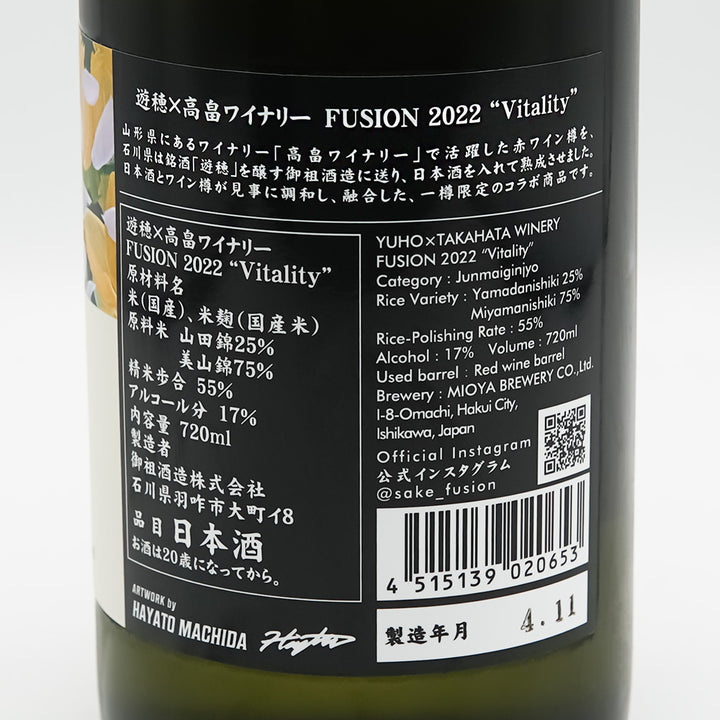 遊穂×高畠ワイナリー FUSION 2022 “Vitality”
山形県にあるワイナリー「高畠ワイナリー」で活躍した赤ワイン樽を、
石川県は銘酒「遊穂」を醸す御祖酒造に送り、日本酒を入れて熟成させました。
日本酒とワイン樽が見事に調和し、融合した、一樽限定のコラボ商品です。
遊穂×高畠ワイナリー
FUSION 2022 “Vitality”
原材料名
米(国産)、米麹(国産米)
原料米 山田錦25%
美山錦75%
精米歩合 55%
アルコール分 17%
内容量 720ml
製造者
御祖酒造株式会社
石川県羽咋市大町イ8
品目 日本酒
お酒は20歳になってから。
ARTWORK by
HAYATO MACHIDA
YUHO×TAKAHATA WINERY
FUSION 2022 “Vitality”
Category : Junmaiginjyo
Rice Variety : Yamadanishiki 25%
Miyamanishiki 75%
Rice-Polishing Rate : 55%
Alcohol : 17% Volume : 720ml
Used barrel : Red wine barrel
Brewery : MIOYA BREWERY CO.,Ltd.
I-8-Omachi, Hakui City,
Ishikawa, Japan
Official Instagram
公式インスタグラム
@sake_fusion
4 515139 020653
製造年月 4.11